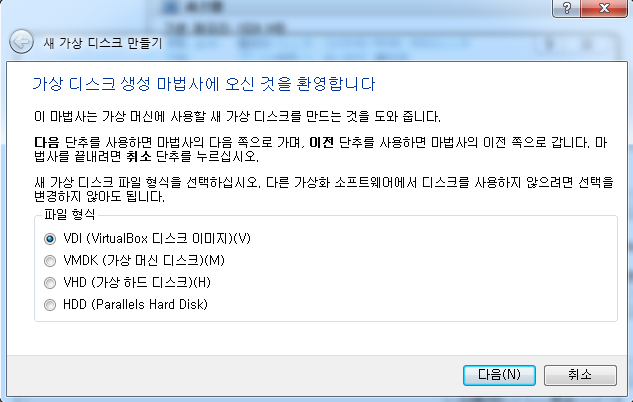 새 가상 디스크 만들기
가상 디스크 생성 마법사에 오신 것을 환영합니다
이 마법사는 가상 머신에 사용할 새 가상 디스크를 만드는 것을 도와 줍니다.
다음 단추를 사용하면 마법사의 다음 쪽으로 가며, 이전 단추를 사용하면 마법사의 이전 쪽으로 갑니다. 마
법사를 끝내려면 취소 단추를 누르십시오.
새 가상 디스크 파일 형식을 선택하십시오. 다른 가상화 소프트웨어에서 디스크를 사용하지 않으려면 선택을
변경하지 않아도 됩니다.
파일 형식
VDI (VirtualBox 디스크 이미지)(V)
VMDK (가상 머신 디스크)(M)
VHD (가상 하드 디스크)(H)
HDD (Parallels Hard Disk)
다음(N)
취소